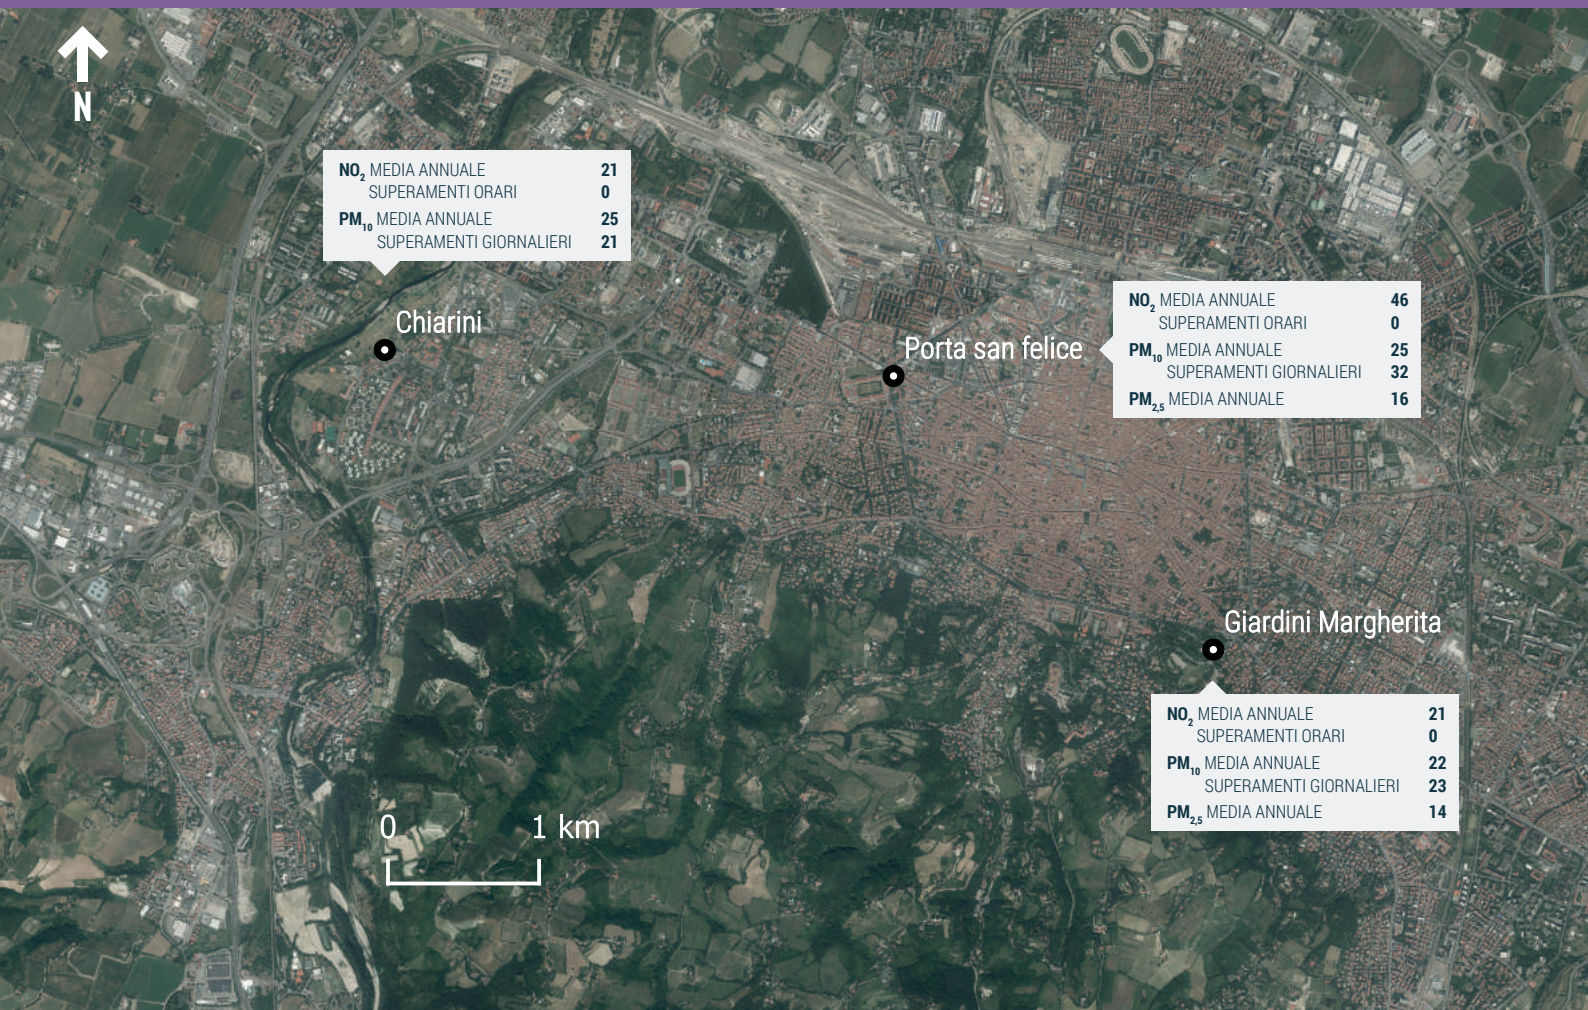 N
NO₂ MEDIA ANNUALE 21
SUPERAMENTI ORARI 0
PM₁₀ MEDIA ANNUALE 25
SUPERAMENTI GIORNALIERI 21
Chiarini
Porta san felice
NO₂ MEDIA ANNUALE 46
SUPERAMENTI ORARI 0
PM₁₀ MEDIA ANNUALE 25
SUPERAMENTI GIORNALIERI 32
PM₂,₅ MEDIA ANNUALE 16
Giardini Margherita
NO₂ MEDIA ANNUALE 21
SUPERAMENTI ORARI 0
PM₁₀ MEDIA ANNUALE 22
SUPERAMENTI GIORNALIERI 23
PM₂,₅ MEDIA ANNUALE 14
0 1 km